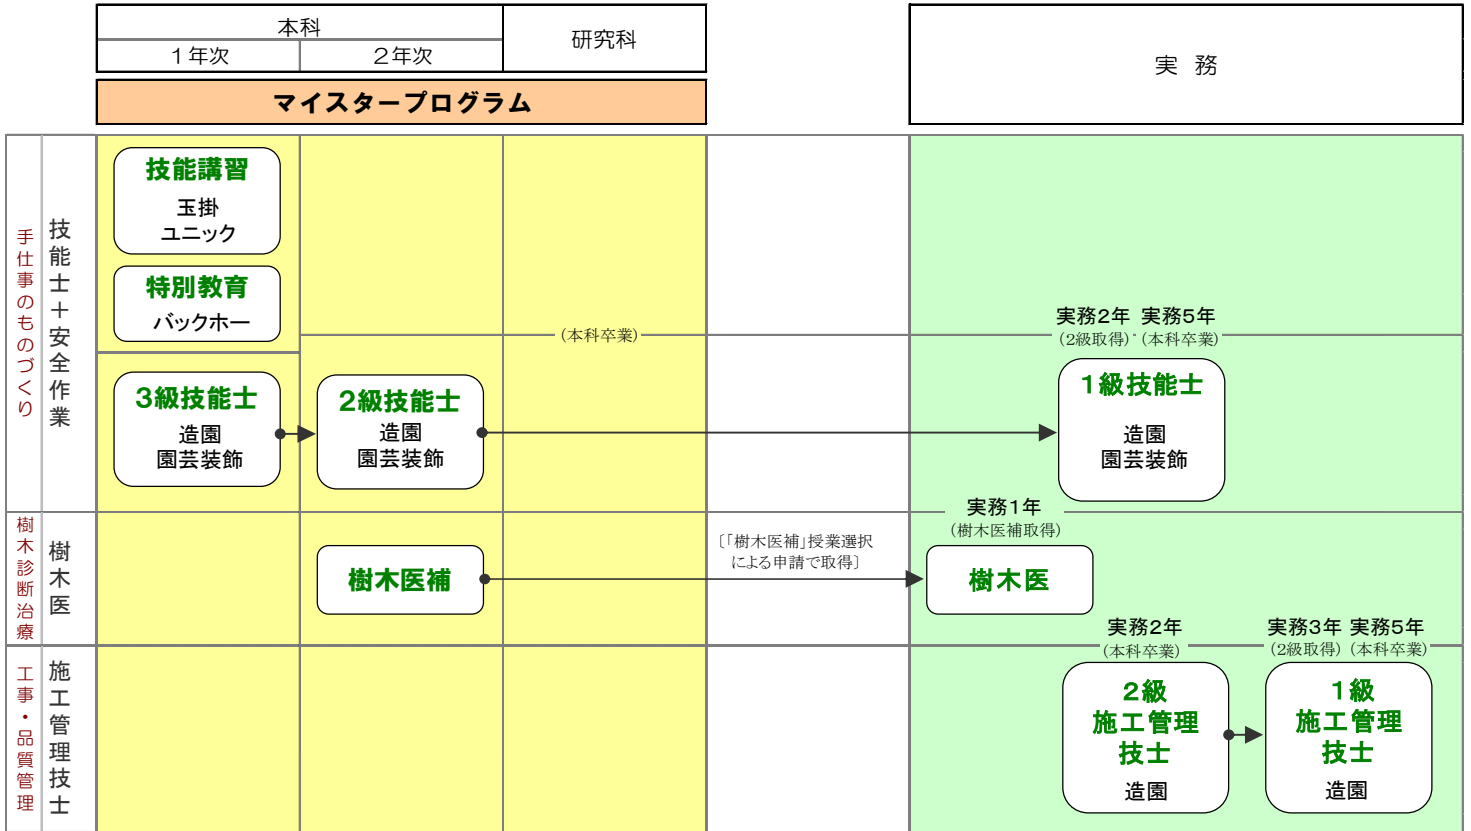 本科
研究科
実 務
１年次
２年次
マイスタープログラム
手仕事のものづくり
技能士＋安全作業
技能講習
玉掛
ユニック
特別教育
バックホー
(本科卒業)
実務2年 実務5年
(2級取得)・(本科卒業)
3級技能士
造園
園芸装飾
2級技能士
造園
園芸装飾
1級技能士
造園
園芸装飾
樹木診断治療
樹木医
樹木医補
〔「樹木医補」授業選択
による申請で取得〕
実務1年
(樹木医補取得)
樹木医
工事・品質管理
施工管理技士
実務2年
(本科卒業)
2級
施工管理
技士
造園
実務3年 実務5年
(2級取得) (本科卒業)
1級
施工管理
技士
造園